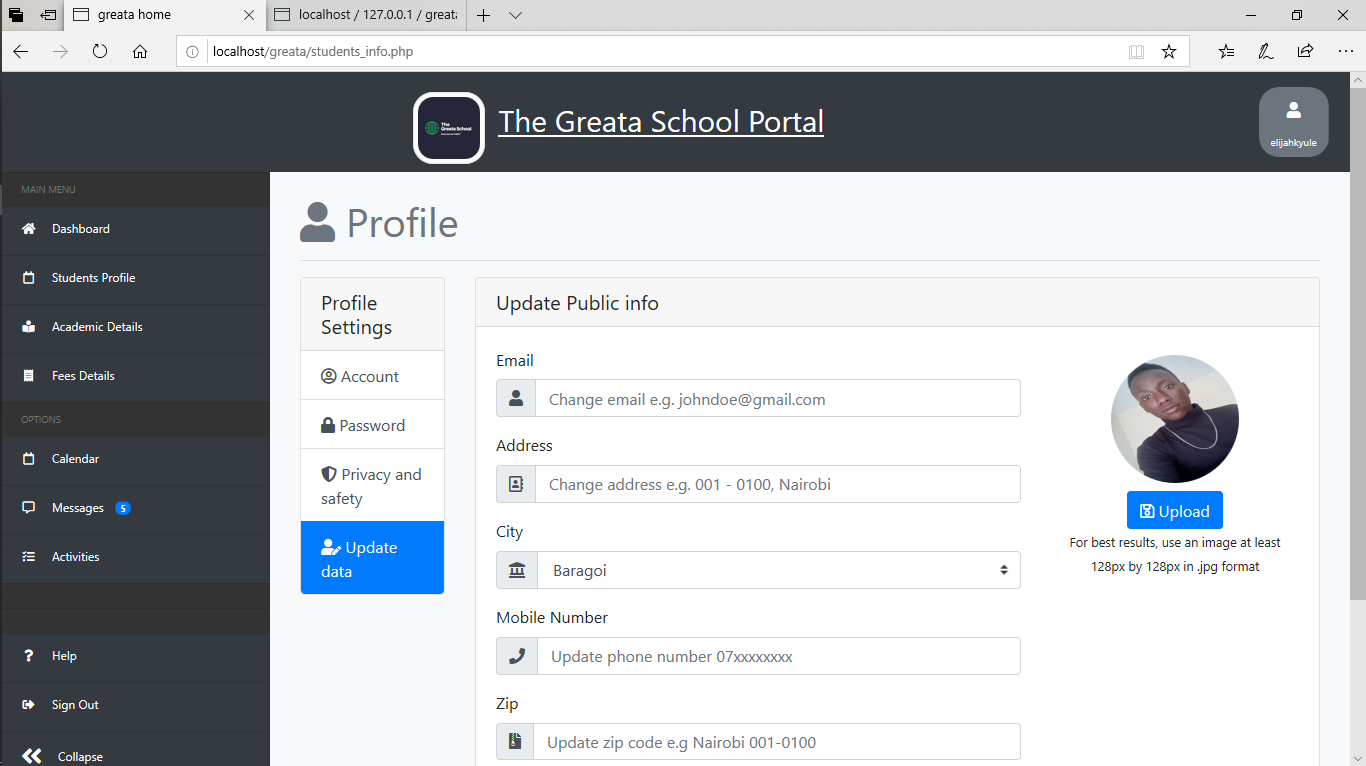 greata home
localhost / 127.0.0.1 / greata
localhost/greata/students_info.php
The
Greata School
The Greata School Portal
elijahkyule
MAIN MENU
Dashboard
Students Profile
Academic Details
Fees Details
OPTIONS
Calendar
Messages 5
Activities
Help
Sign Out
Collapse
Profile
Profile
Settings
Account
Password
Privacy and
safety
Update
data
Update Public info
Email
Change email e.g. johndoe@gmail.com
Address
Change address e.g. 001 - 0100, Nairobi
City
Baragoi
Mobile Number
Update phone number 07xxxxxxxx
Zip
Update zip code e.g Nairobi 001-0100
Upload
For best results, use an image at least
128px by 128px in .jpg format